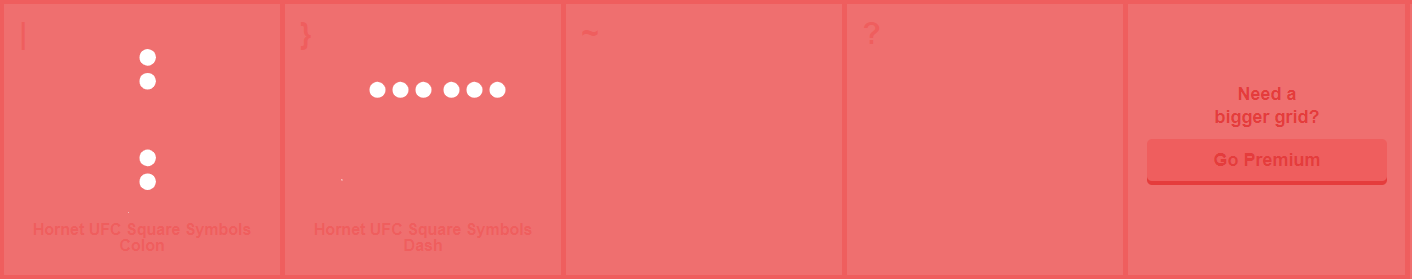 |
}
~
?
Need a
bigger grid?
Go Premium
Hornet UFC Square Symbols
Colon
Hornet UFC Square Symbols
Dash